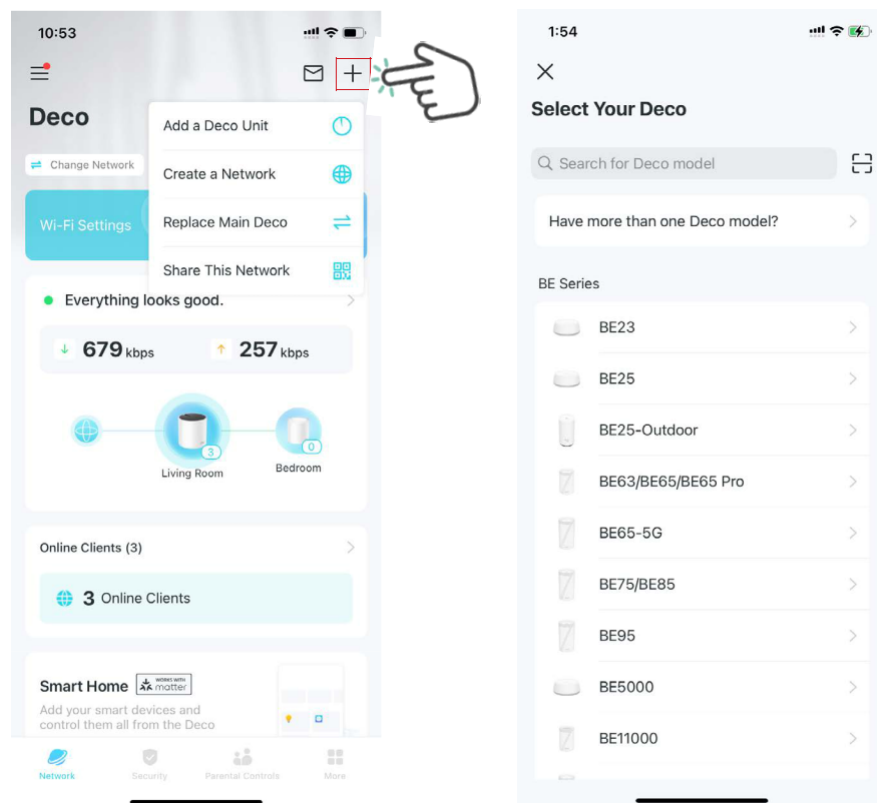 10:53
Deco
Add a Deco Unit
Change Network
Create a Network
Wi-Fi Settings
Replace Main Deco
Share This Network
Everything looks good.
679 kbps
257 kbps
3
0
Living Room
Bedroom
Online Clients (3)
3 Online Clients
Smart Home
WORKS WITH
matter
Add your smart devices and
control them all from the Deco
Network
Security
Parental Controls
More
1:54
Select Your Deco
Search for Deco model
Have more than one Deco model?
BE Series
BE23
BE25
BE25-Outdoor
BE63/BE65/BE65 Pro
BE65-5G
BE75/BE85
BE95
BE5000
BE11000